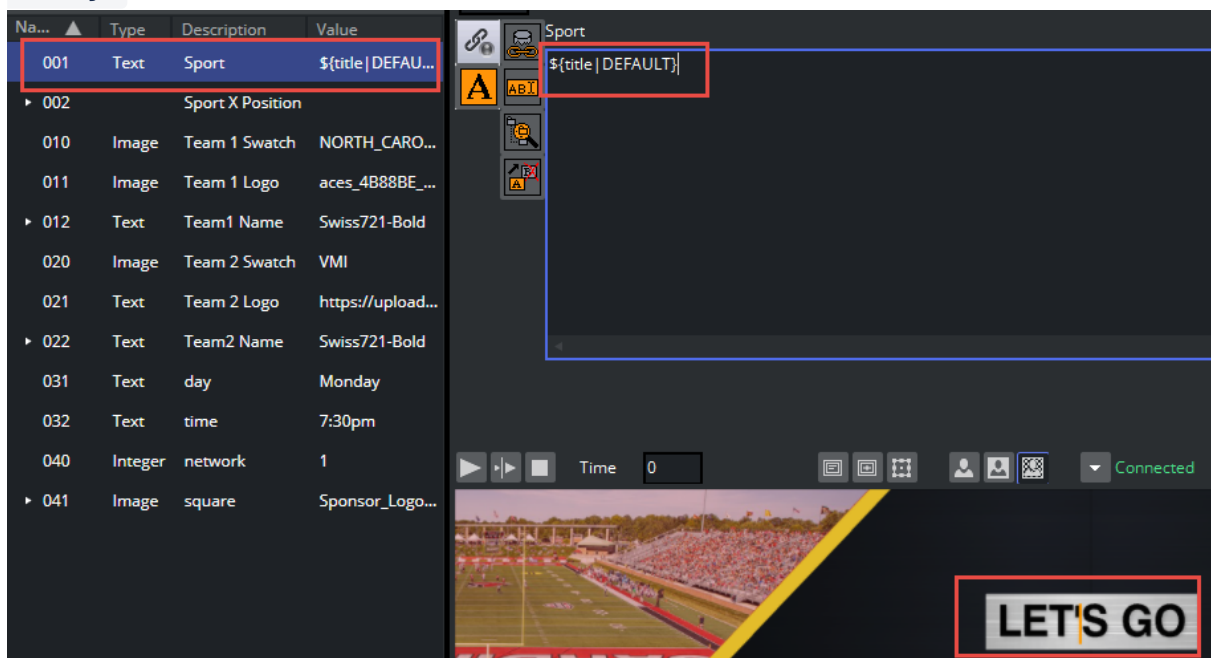 Na... ▲ Type Description Value
001 Text Sport ${title|DEFAU...
002 Sport X Position
010 Image Team 1 Swatch NORTH_CARO...
011 Image Team 1 Logo aces_4B88BE_...
012 Text Team1 Name Swiss721-Bold
020 Image Team 2 Swatch VMI
021 Text Team 2 Logo https://upload...
022 Text Team2 Name Swiss721-Bold
031 Text day Monday
032 Text time 7:30pm
040 Integer network 1
041 Image square Sponsor_Logo...
Sport
${title|DEFAULT}
A
ABI
A
Time 0
Connected
LET'S GO